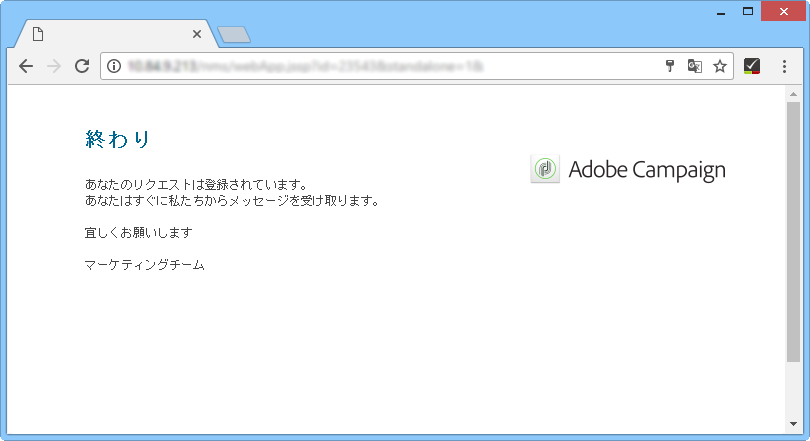 終わり
Adobe Campaign
あなたのリクエストは登録されています。
あなたはすぐに私たちからメッセージを受け取ります。
宜しくお願いします
マーケティングチーム